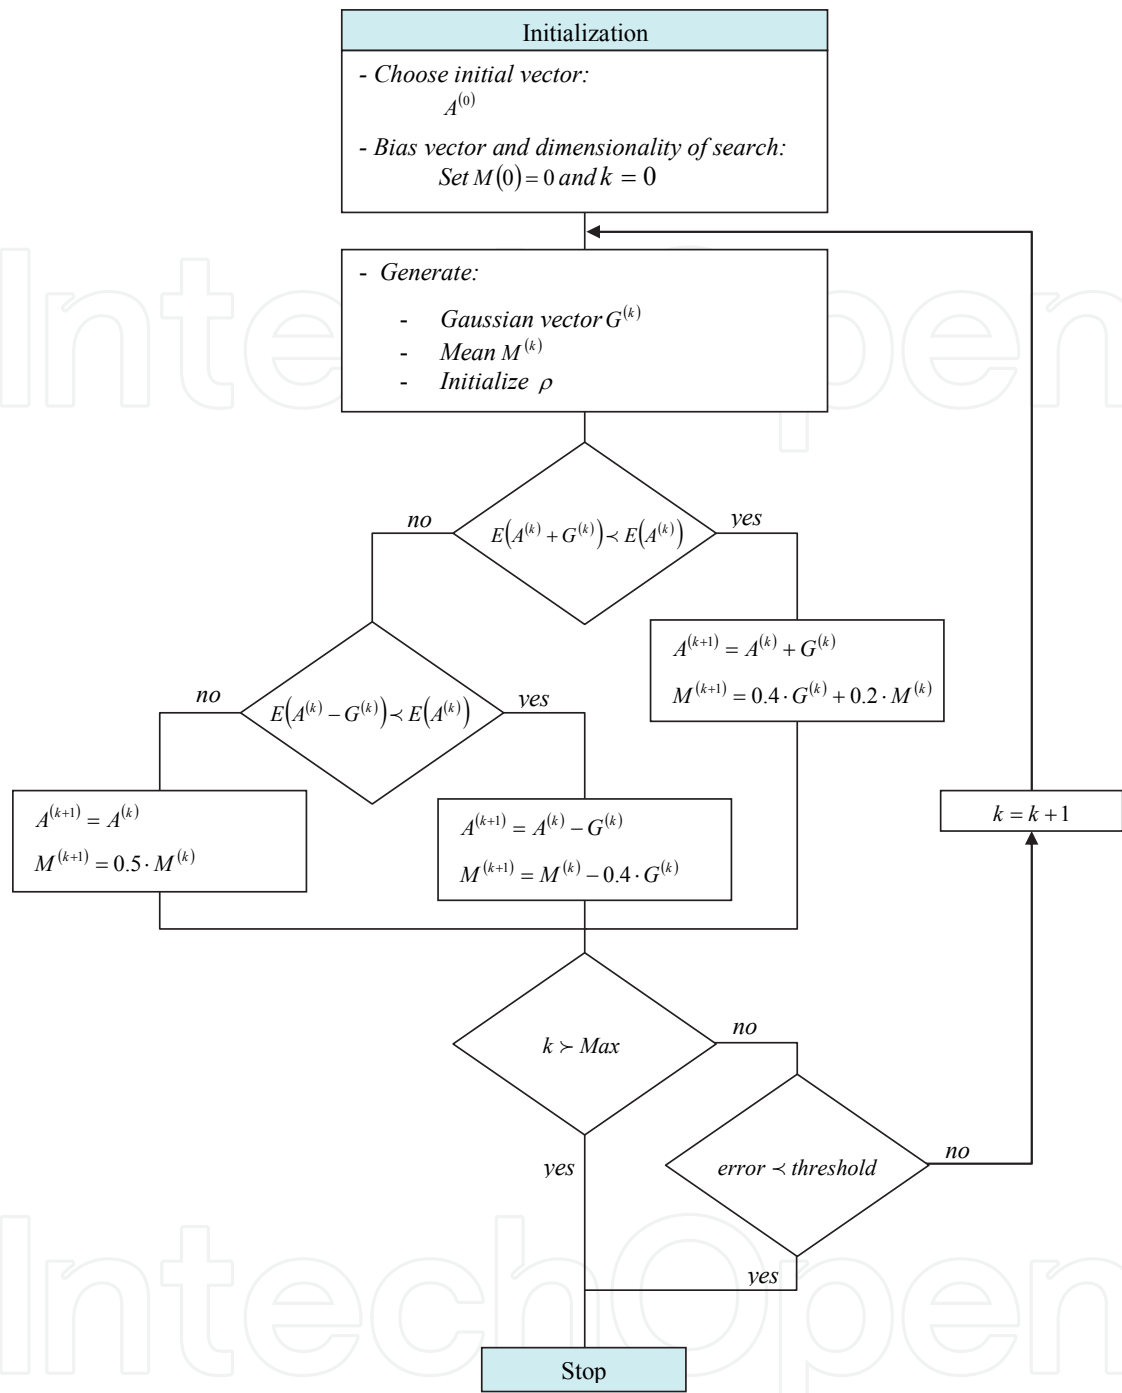 Initialization
- Choose initial vector:
A^(0)
- Bias vector and dimensionality of search:
Set M(0)=0 and k = 0
- Generate:
- Gaussian vector G^(k)
- Mean M^(k)
- Initialize ρ
no
E(A^(k) + G^(k)) ≺ E(A^(k))
yes
A^(k+1) = A^(k) + G^(k)
M^(k+1) = 0.4 · G^(k) + 0.2 · M^(k)
no
E(A^(k) − G^(k)) ≺ E(A^(k))
yes
A^(k+1) = A^(k)
M^(k+1) = 0.5 · M^(k)
A^(k+1) = A^(k) − G^(k)
M^(k+1) = M^(k) − 0.4 · G^(k)
k = k + 1
k ≻ Max
no
yes
error ≺ threshold
no
yes
Stop
IntechOpen
IntechOpen